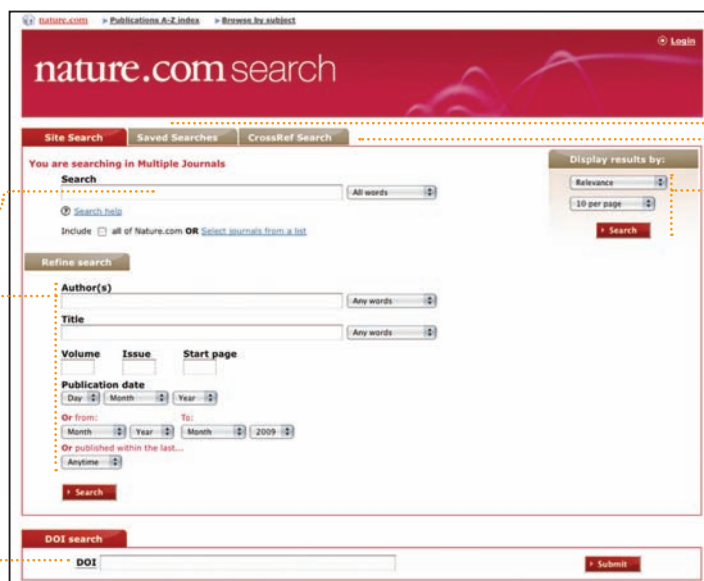 nature.com Publications A-Z index Browse by subject
Login
nature.com search
Site Search Saved Searches CrossRef Search
You are searching in Multiple Journals
Search
All words
Search help
Include all of Nature.com OR Select journals from a list
Display results by:
Relevance
10 per page
Search
Refine search
Author(s)
Any words
Title
Any words
Volume Issue Start page
Publication date
Day Month Year
Or from: To:
Month Year Month 2009
Or published within the last...
Anytime
Search
DOI search
DOI Submit